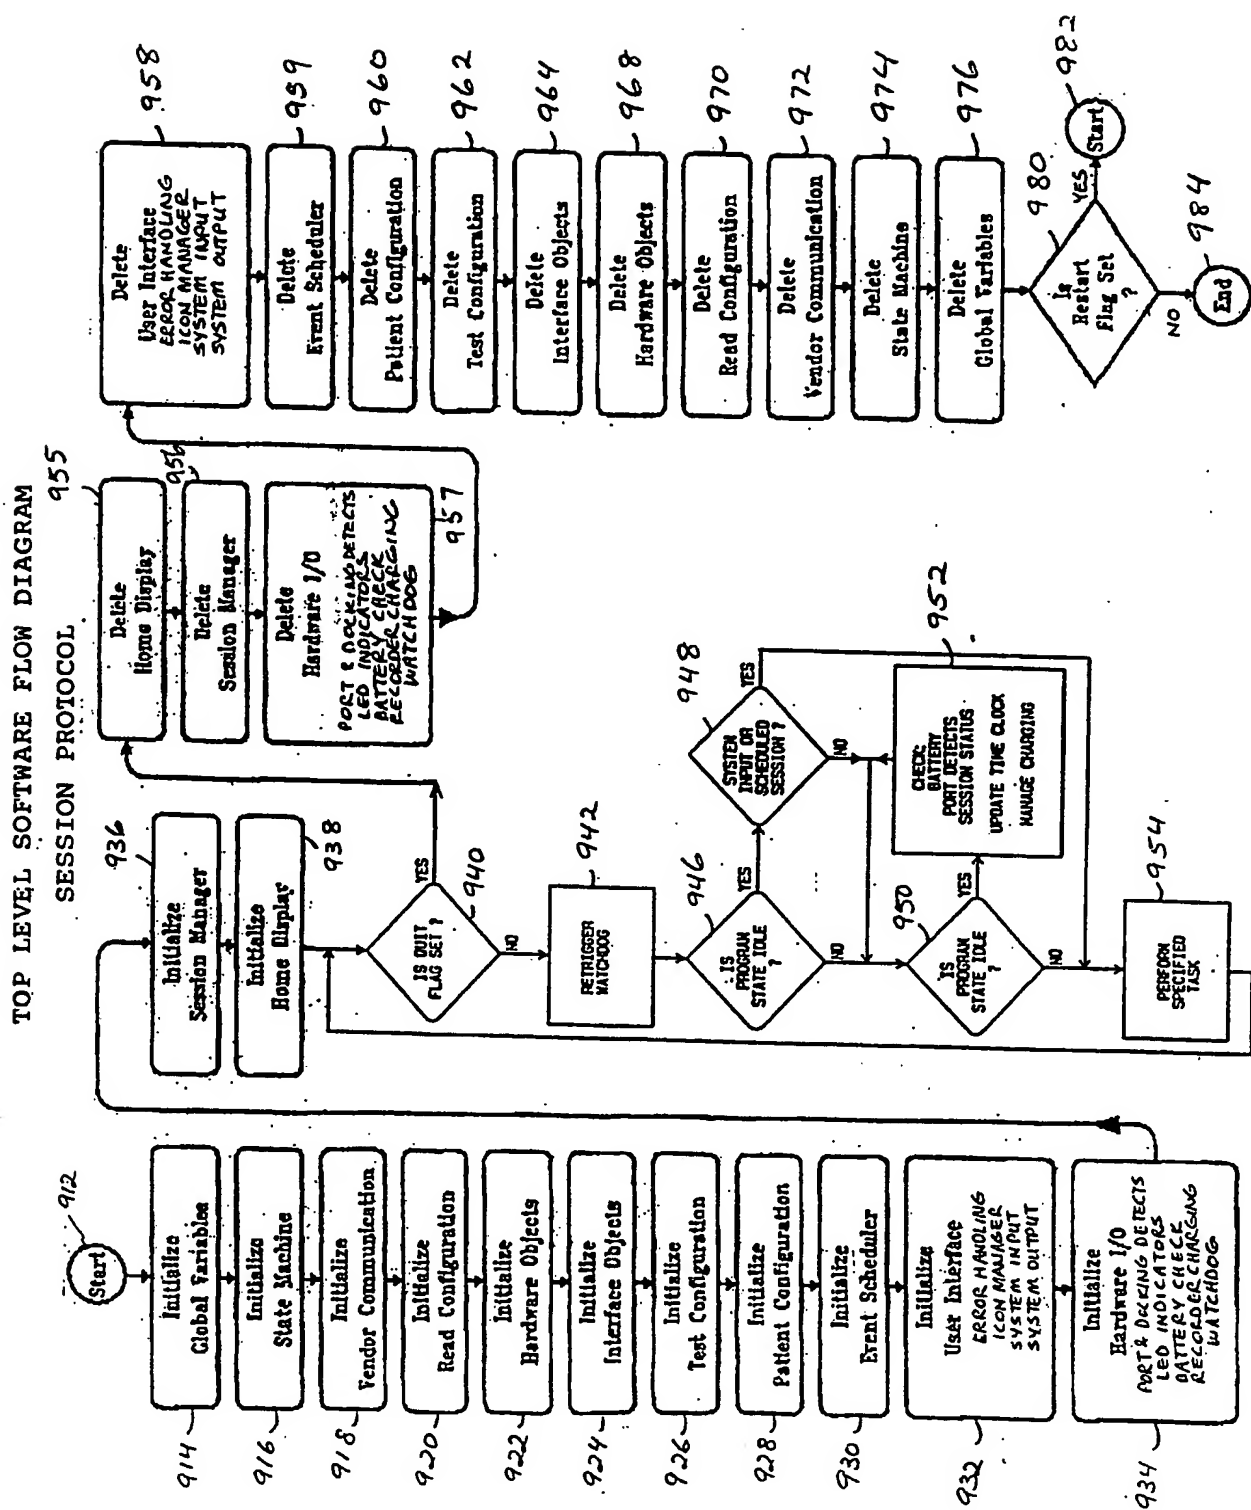 TOP LEVEL SOFTWARE FLOW DIAGRAM
SESSION PROTOCOL
912
Start
914
Initialize
Global Variables
916
Initialize
State Machine
918
Initialize
Vendor Communication
920
Initialize
Read Configuration
922
Initialize
Hardware Objects
924
Initialize
Interface Objects
926
Initialize
Test Configuration
928
Initialize
Patient Configuration
930
Initialize
Event Scheduler
932
Initialize
User Interface
ERROR HANDLING
ICON MANAGER
SYSTEM INPUT
SYSTEM OUTPUT
934
Initialize
Hardware I/O
PORT & DOCKING DETECTS
LED INDICATORS
BATTERY CHECK
RECORDER CHARGING
WATCHDOG
936
Initialize
Session Manager
938
Initialize
Home Display
940
IS QUIT
FLAG SET ?
YES
NO
942
RETRIGGER
WATCHDOG
946
IS
PROGRAM
STATE IDLE
?
YES
NO
948
SYSTEM
INPUT OR
SCHEDULED
SESSION ?
YES
NO
950
IS
PROGRAM
STATE IDLE
?
YES
NO
952
CHECK:
BATTERY
PORT DETECTS
SESSION STATUS
UPDATE TIME CLOCK
MANAGE CHARGING
954
PERFORM
SPECIFIED
TASK
955
Delete
Home Display
956
Delete
Session Manager
957
Delete
Hardware I/O
PORT & DOCKING DETECTS
LED INDICATORS
BATTERY CHECK
RECORDER CHARGING
WATCHDOG
958
Delete
User Interface
ERROR HANDLING
ICON MANAGER
SYSTEM INPUT
SYSTEM OUTPUT
959
Delete
Event Scheduler
960
Delete
Patient Configuration
962
Delete
Test Configuration
964
Delete
Interface Objects
968
Delete
Hardware Objects
970
Delete
Read Configuration
972
Delete
Vendor Communication
974
Delete
State Machine
976
Delete
Global Variables
980
Is
Restart
Flag Set
?
YES
NO
982
Start
984
End